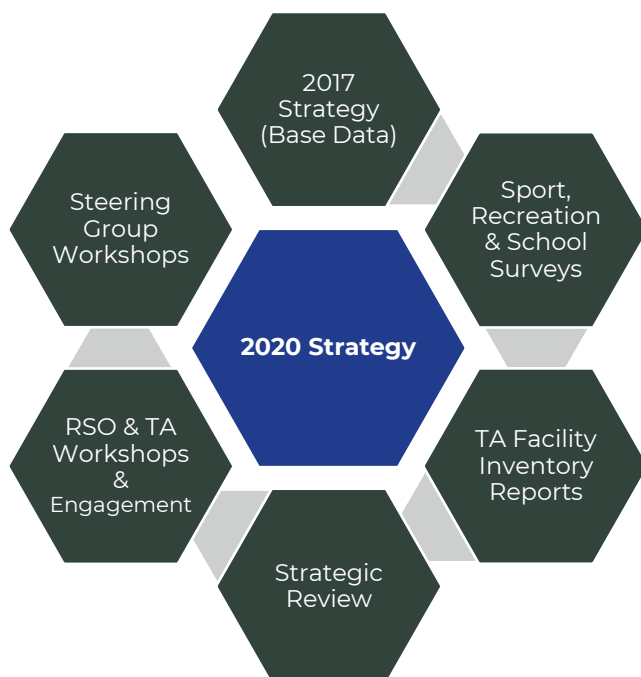 2017
Strategy
(Base Data)
Sport,
Recreation
& School
Surveys
TA Facility
Inventory
Reports
Strategic
Review
RSO & TA
Workshops
&
Engagement
Steering
Group
Workshops
2020 Strategy